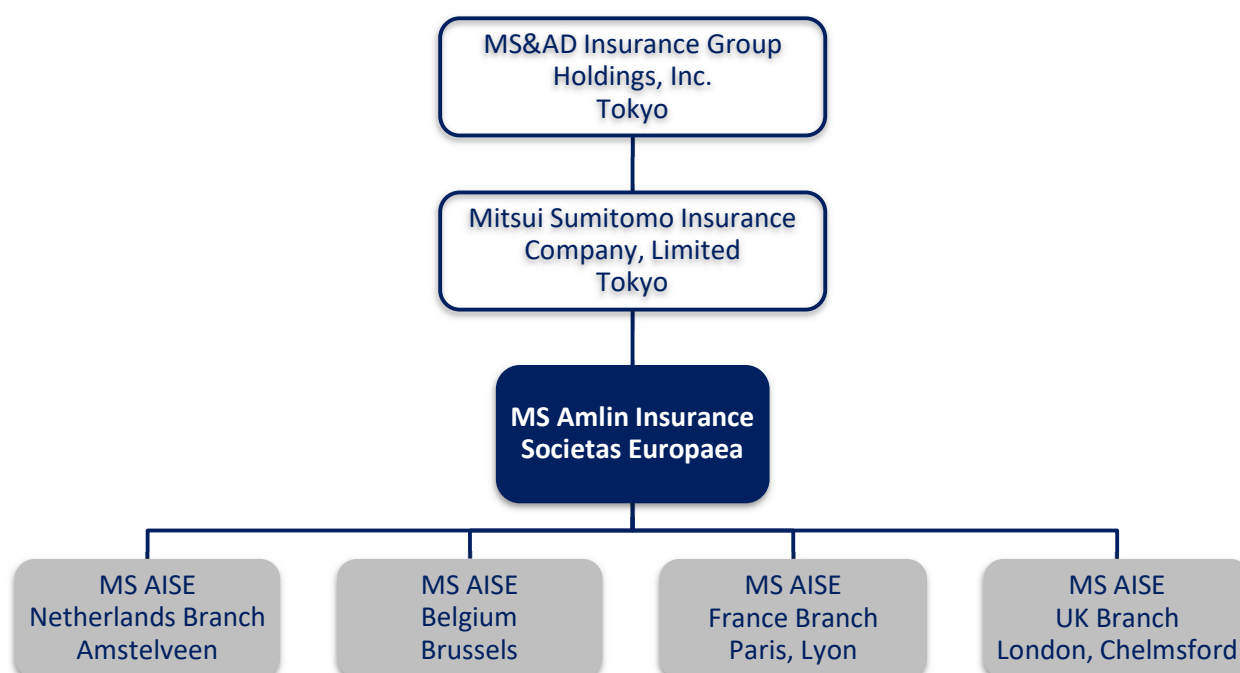 MS&AD Insurance Group
Holdings, Inc.
Tokyo
Mitsui Sumitomo Insurance
Company, Limited
Tokyo
MS Amlin Insurance
Societas Europaea
MS AISE
Netherlands Branch
Amstelveen
MS AISE
Belgium
Brussels
MS AISE
France Branch
Paris, Lyon
MS AISE
UK Branch
London, Chelmsford